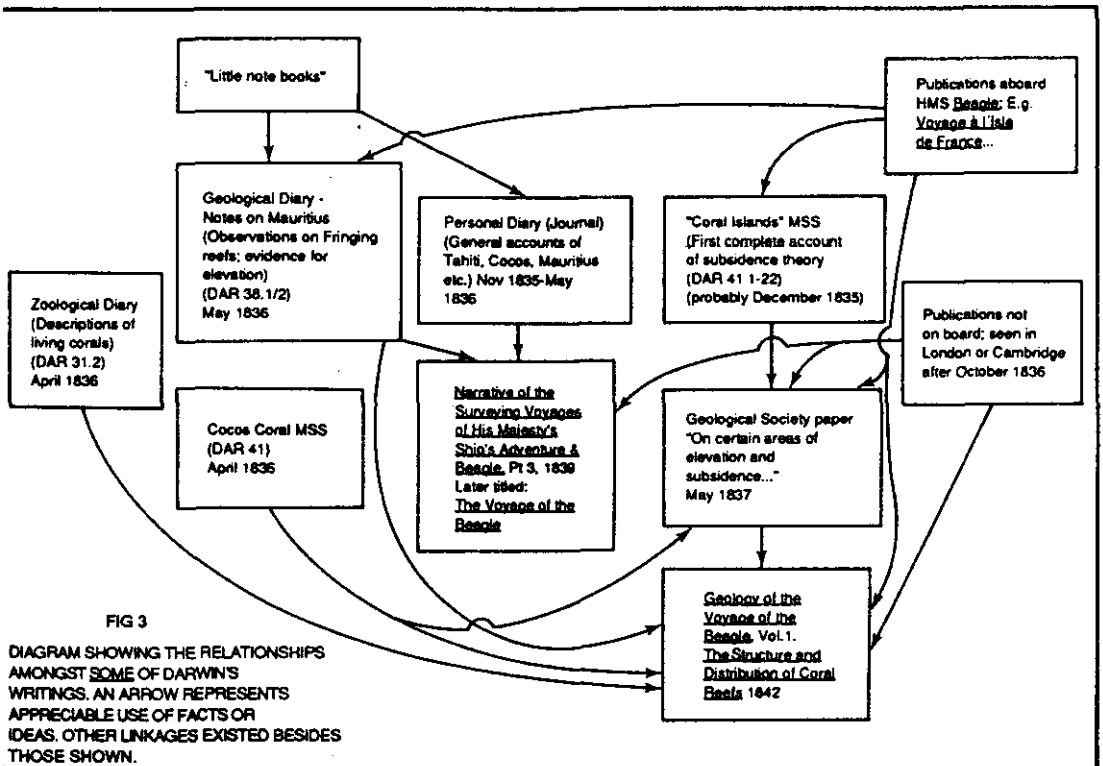 "Little note books"
Publications aboard
HMS Beagle; E.g.
Voyage à l'Isle
de France...
Geological Diary -
Notes on Mauritius
(Observations on Fringing
reefs; evidence for
elevation)
(DAR 38.1/2)
May 1836
Personal Diary (Journal)
(General accounts of
Tahiti, Cocos, Mauritius
etc.) Nov 1835-May
1836
"Coral Islands" MSS
(First complete account
of subsidence theory
(DAR 41 1-22)
(probably December 1835)
Zoological Diary
(Descriptions of
living corals)
(DAR 31.2)
April 1836
Publications not
on board; seen in
London or Cambridge
after October 1836
Cocos Coral MSS
(DAR 41)
April 1836
Narrative of the
Surveying Voyages
of His Majesty's
Ship's Adventure &
Beagle, Pt 3, 1839
Later titled:
The Voyage of the
Beagle
Geological Society paper
"On certain areas of
elevation and
subsidence..."
May 1837
Geology of the
Voyage of the
Beagle, Vol.1.
The Structure and
Distribution of Coral
Reefs 1842
FIG 3
DIAGRAM SHOWING THE RELATIONSHIPS
AMONGST SOME OF DARWIN'S
WRITINGS. AN ARROW REPRESENTS
APPRECIABLE USE OF FACTS OR
IDEAS. OTHER LINKAGES EXISTED BESIDES
THOSE SHOWN.